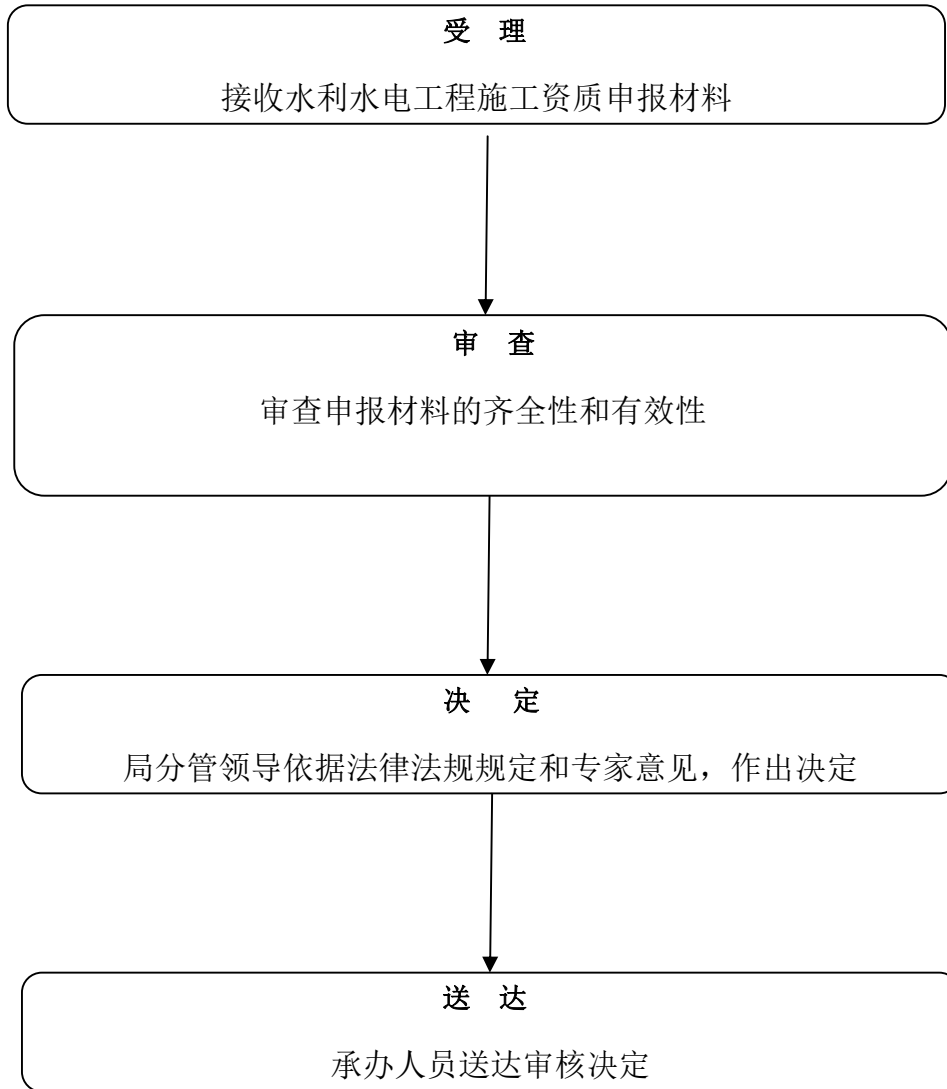 受 理
接收水利水电工程施工资质申报材料
审 查
审查申报材料的齐全性和有效性
决 定
局分管领导依据法律法规规定和专家意见，作出决定
送 达
承办人员送达审核决定